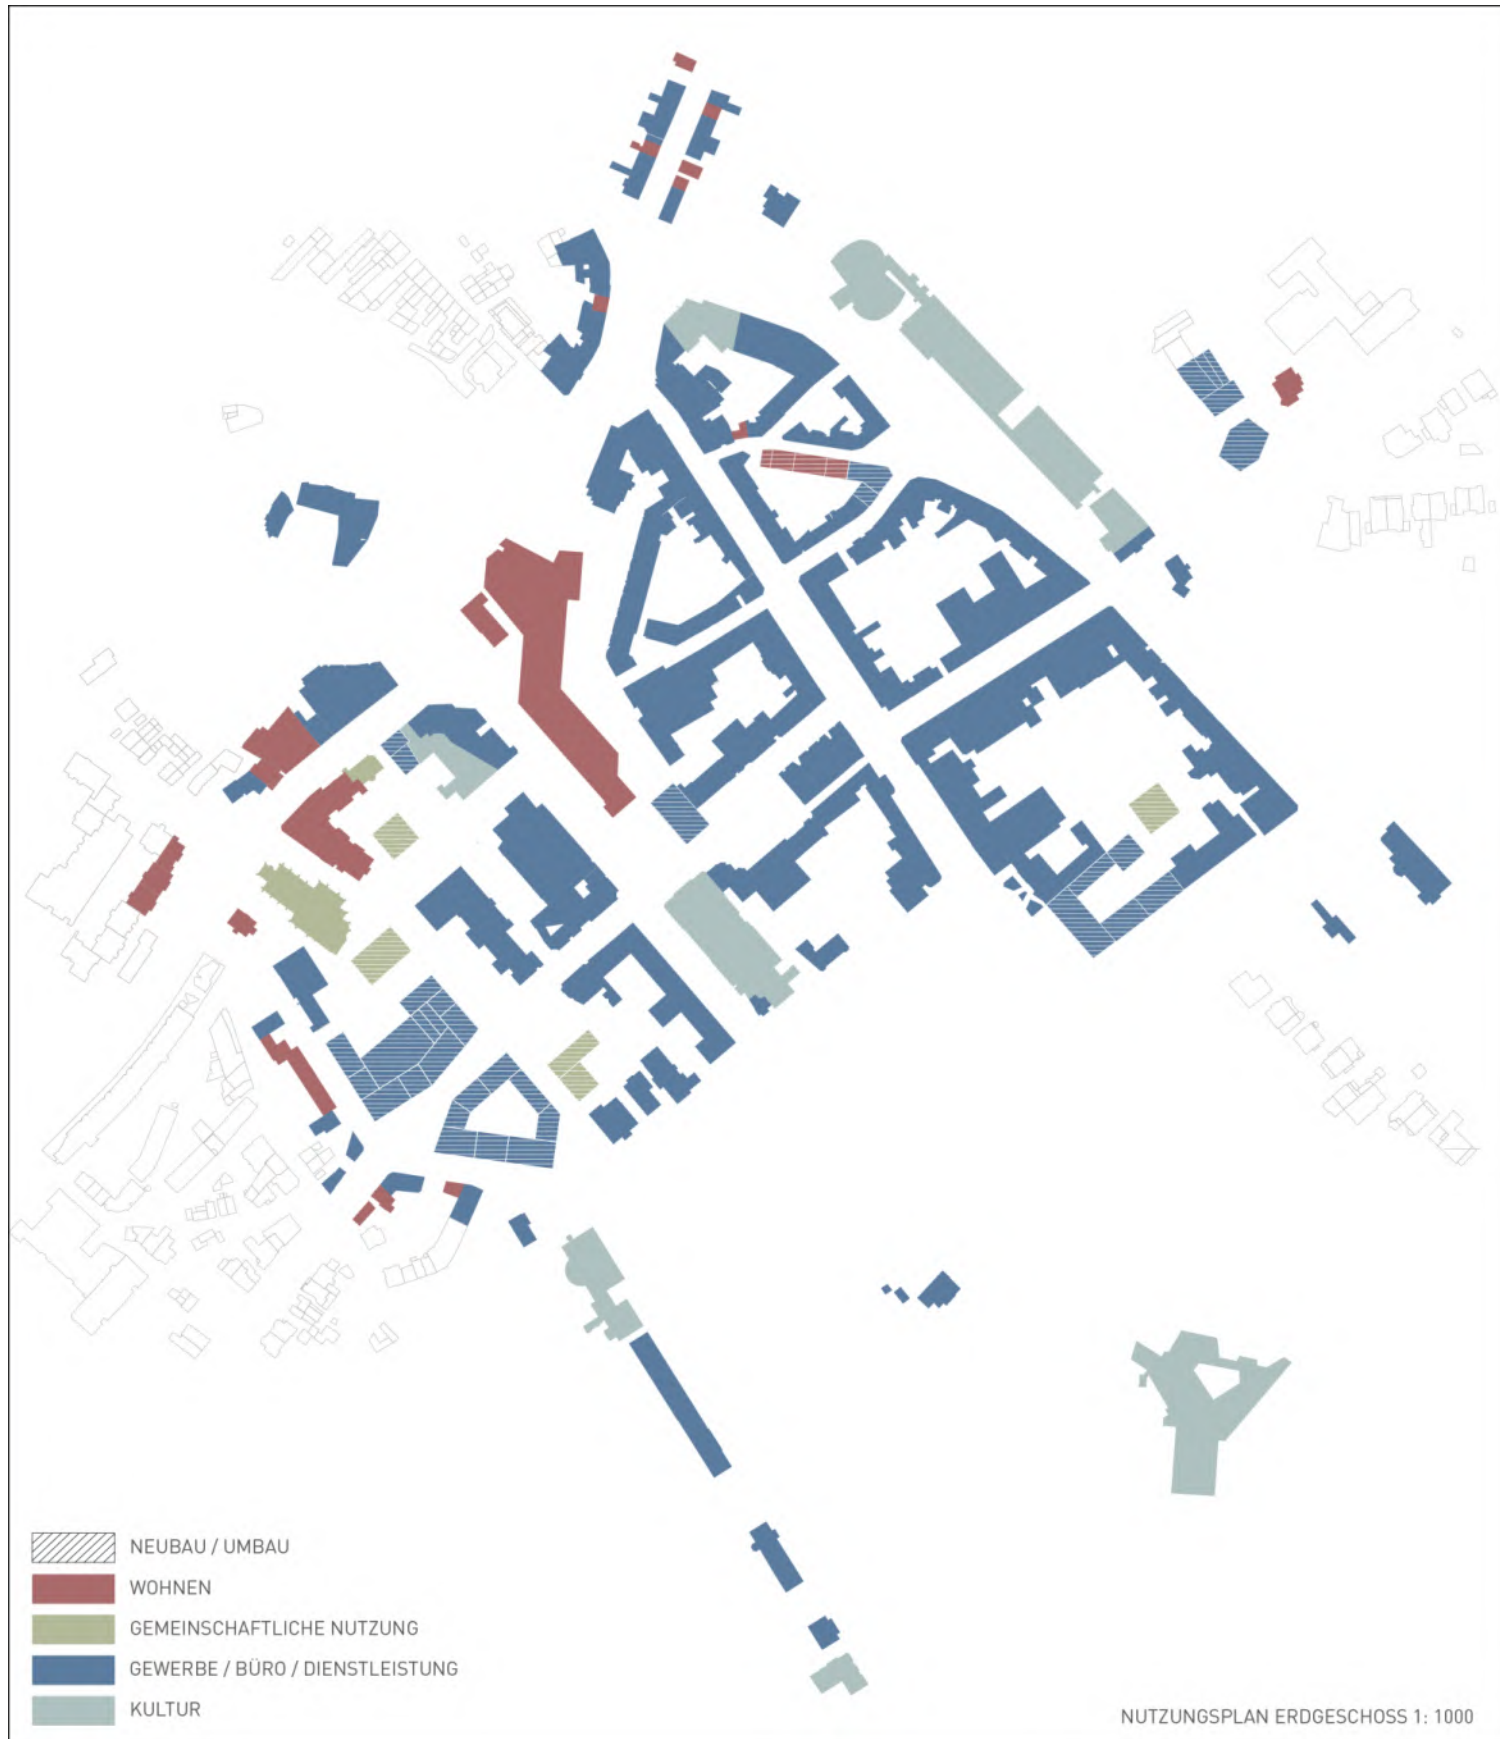 NEUBAU / UMBAU
WOHNEN
GEMEINSCHAFTLICHE NUTZUNG
GEWERBE / BÜRO / DIENSTLEISTUNG
KULTUR
NUTZUNGSPLAN ERDGESCHOSS 1: 1000